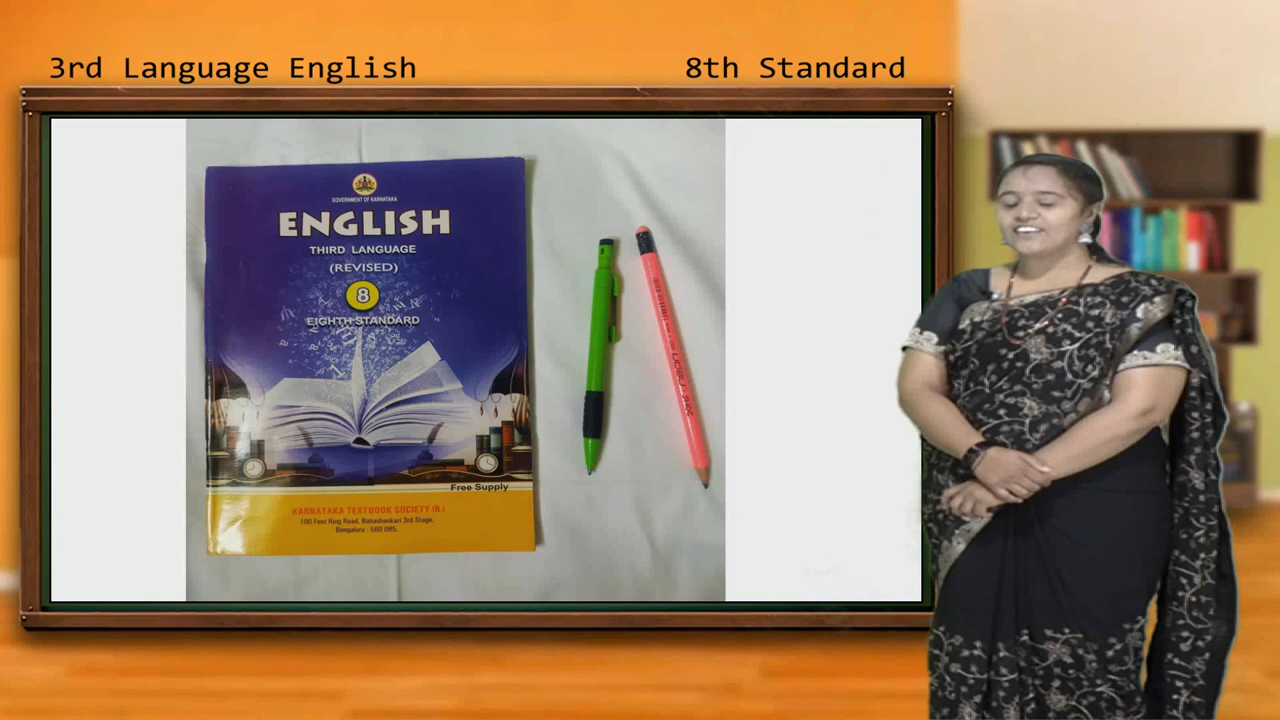 3rd Language English
8th Standard
GOVERNMENT OF KARNATAKA
ENGLISH
THIRD LANGUAGE
(REVISED)
8
EIGHTH STANDARD
Free Supply
KARNATAKA TEXTBOOK SOCIETY (R.)
100 Feet Ring Road, Banashankari 3rd Stage,
Bengaluru - 560 085.